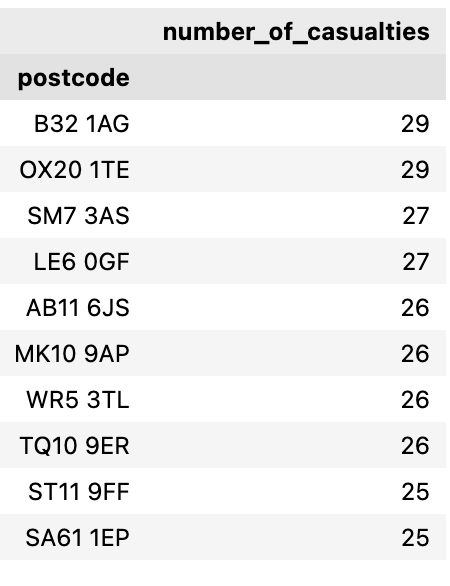 number_of_casualties
postcode
B32 1AG 29
OX20 1TE 29
SM7 3AS 27
LE6 0GF 27
AB11 6JS 26
MK10 9AP 26
WR5 3TL 26
TQ10 9ER 26
ST11 9FF 25
SA61 1EP 25